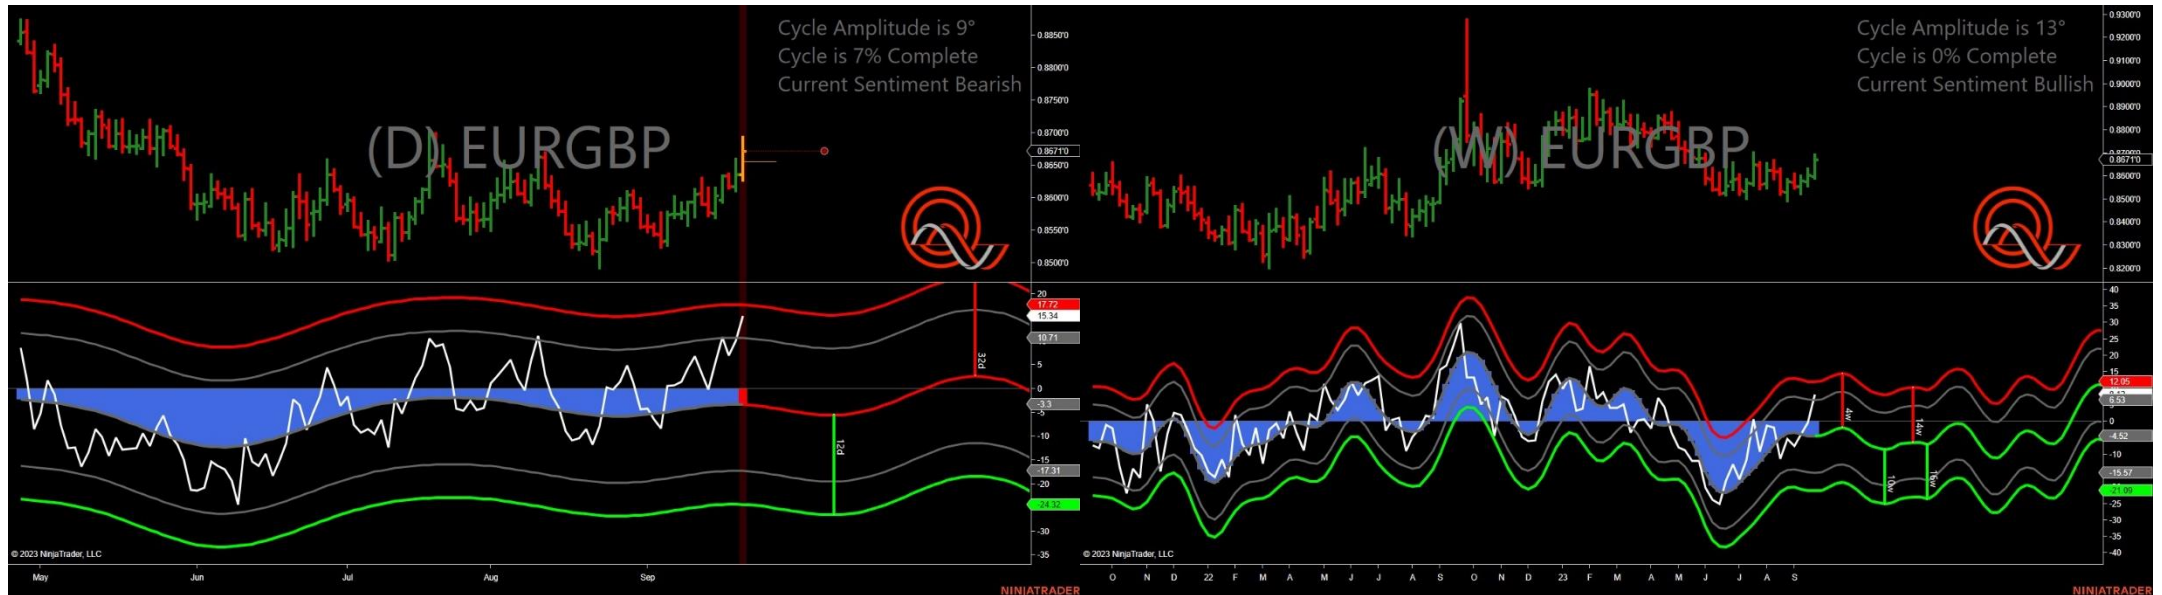 Cycle Amplitude is 9°
Cycle is 7% Complete
Current Sentiment Bearish
(D) EURGBP
0.8850'0
0.8800'0
0.8750'0
0.8700'0
0.8671'0
0.8650'0
0.8600'0
0.8550'0
0.8500'0
20
17.72
15.34
10.71
5
0
-3.3
-5
-10
-15
-17.31
-20
-24.32
-30
-35
32d
12d
© 2023 NinjaTrader, LLC
May Jun Jul Aug Sep
NINJATRADER
Cycle Amplitude is 13°
Cycle is 0% Complete
Current Sentiment Bullish
(W) EURGBP
0.9300'0
0.9200'0
0.9100'0
0.9000'0
0.8900'0
0.8800'0
0.8671'0
0.8600'0
0.8500'0
0.8400'0
0.8300'0
0.8200'0
40
35
30
25
20
15
12.05
6.53
0
-4.52
-10
-15.57
-21.09
-25
-30
-35
-40
4w
14w
10w
16w
© 2023 NinjaTrader, LLC
O N D 22 F M A M J J A S O N D 23 F M A M J J A S
NINJATRADER